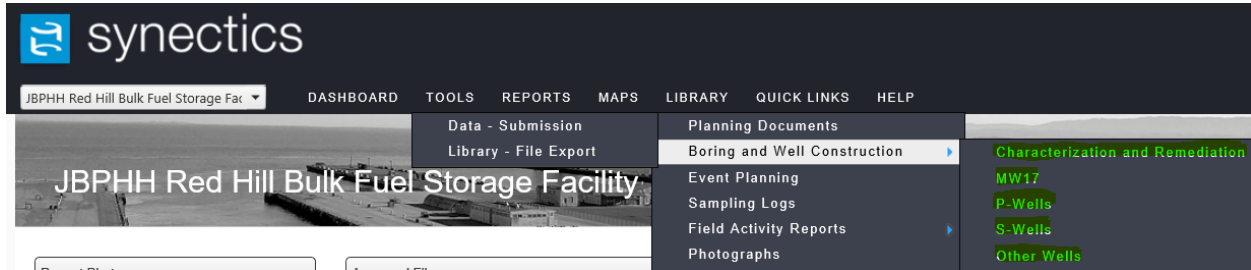 synectics
JBPHH Red Hill Bulk Fuel Storage Fac
DASHBOARD TOOLS REPORTS MAPS LIBRARY QUICK LINKS HELP
Data - Submission
Library - File Export
Planning Documents
Boring and Well Construction
Event Planning
Sampling Logs
Field Activity Reports
Photographs
Characterization and Remediation
MW17
P-Wells
S-Wells
Other Wells
JBPHH Red Hill Bulk Fuel Storage Facility